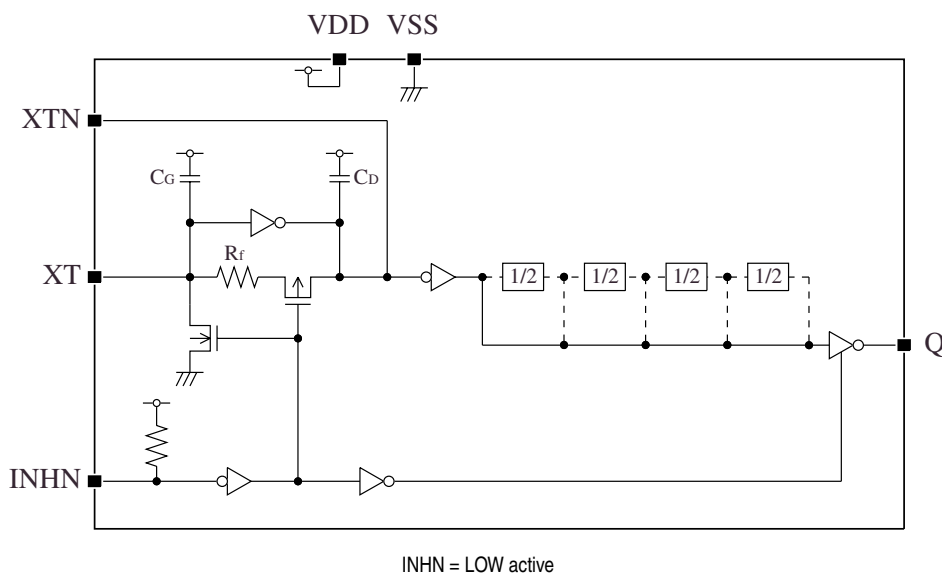 VDD VSS
XTN
CG CD
Rf
XT
1/2 1/2 1/2 1/2
Q
INHN
INHN = LOW active